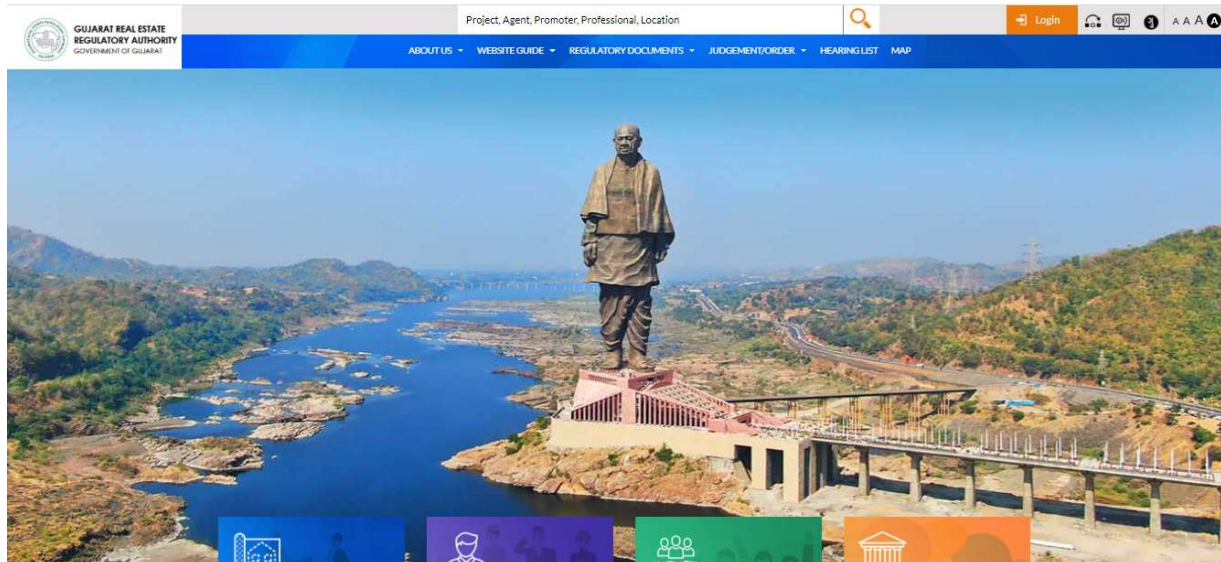 GUJARAT REAL ESTATE
REGULATORY AUTHORITY
GOVERNMENT OF GUJARAT
Project, Agent, Promoter, Professional, Location
Login
ગુ
A A A A
ABOUT US WEBSITE GUIDE REGULATORY DOCUMENTS JUDGEMENT/ORDER HEARING LIST MAP